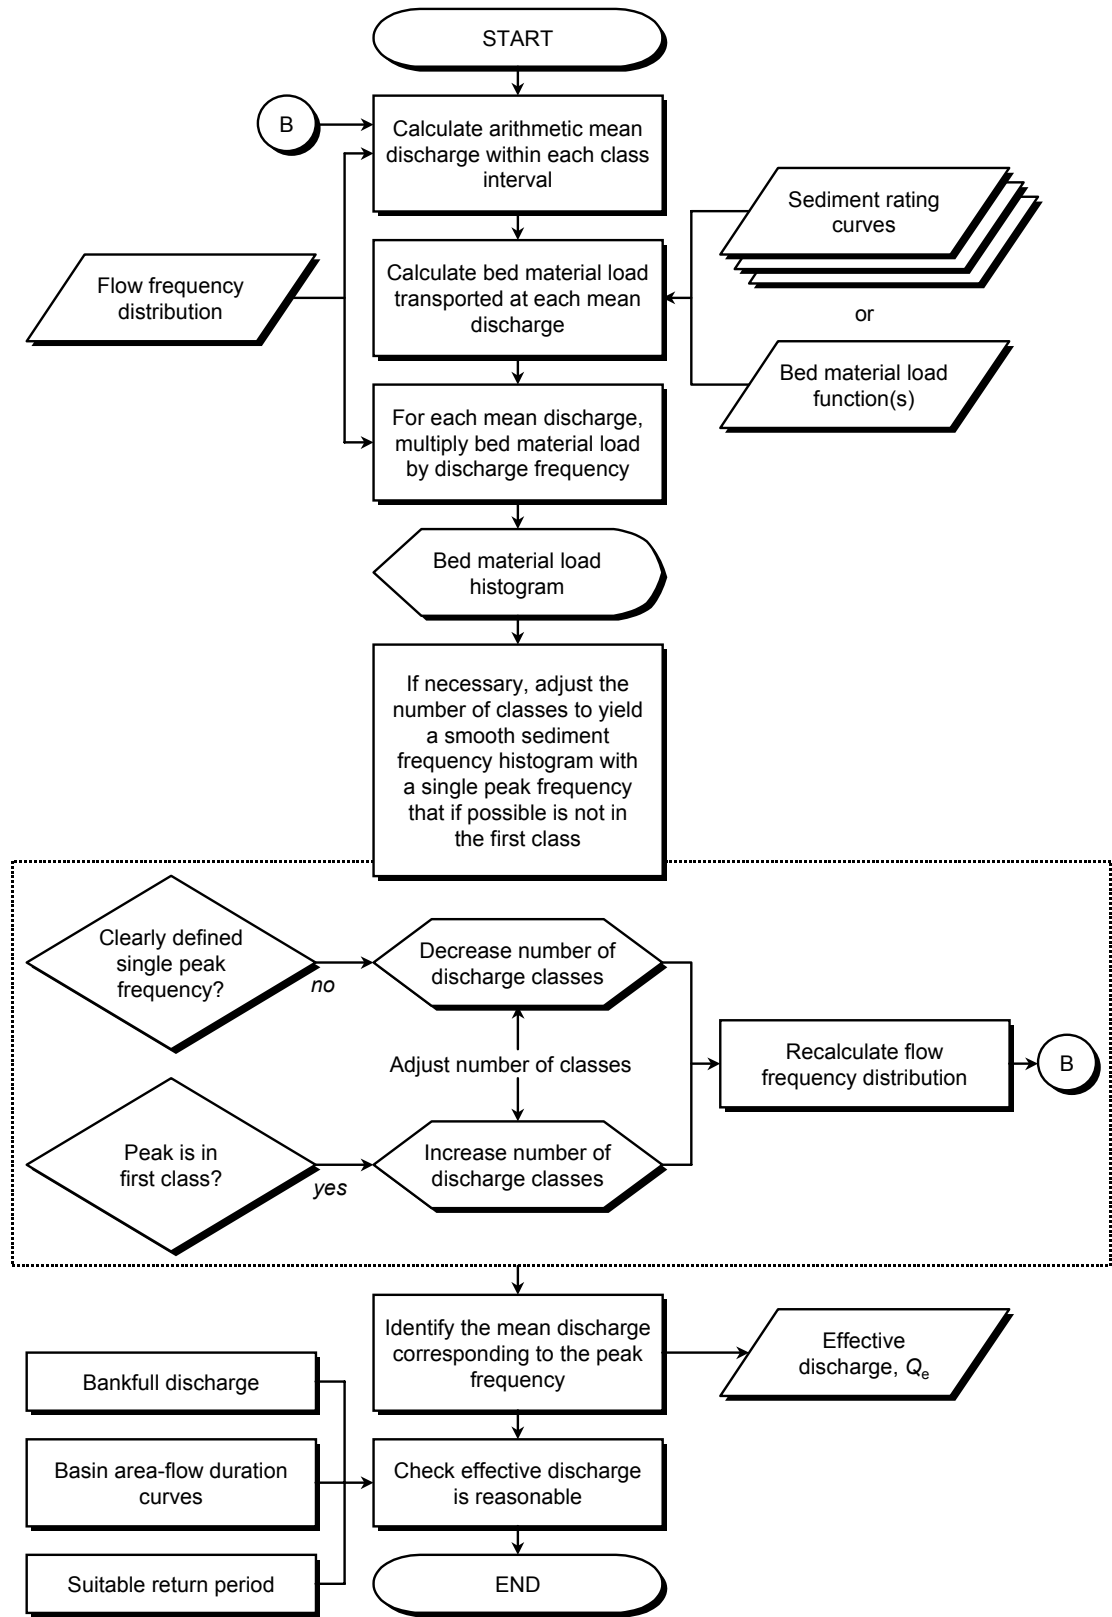 START
B
Calculate arithmetic mean
discharge within each class
interval
Sediment rating
curves
Flow frequency
distribution
Calculate bed material load
transported at each mean
discharge
or
Bed material load
function(s)
For each mean discharge,
multiply bed material load
by discharge frequency
Bed material load
histogram
If necessary, adjust the
number of classes to yield
a smooth sediment
frequency histogram with
a single peak frequency
that if possible is not in
the first class
Clearly defined
single peak
frequency?
no
Decrease number of
discharge classes
Adjust number of classes
Recalculate flow
frequency distribution
B
Peak is in
first class?
yes
Increase number of
discharge classes
Identify the mean discharge
corresponding to the peak
frequency
Effective
discharge, Qe
Bankfull discharge
Basin area-flow duration
curves
Check effective discharge
is reasonable
Suitable return period
END